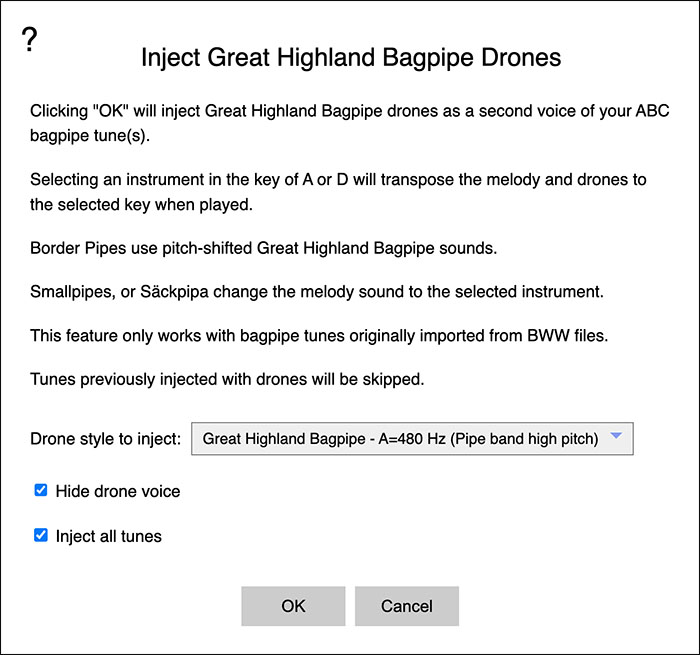 ?
Inject Great Highland Bagpipe Drones
Clicking "OK" will inject Great Highland Bagpipe drones as a second voice of your ABC
bagpipe tune(s).
Selecting an instrument in the key of A or D will transpose the melody and drones to
the selected key when played.
Border Pipes use pitch-shifted Great Highland Bagpipe sounds.
Smallpipes, or Säckpipa change the melody sound to the selected instrument.
This feature only works with bagpipe tunes originally imported from BWW files.
Tunes previously injected with drones will be skipped.
Drone style to inject: Great Highland Bagpipe - A=480 Hz (Pipe band high pitch)
Hide drone voice
Inject all tunes
OK Cancel